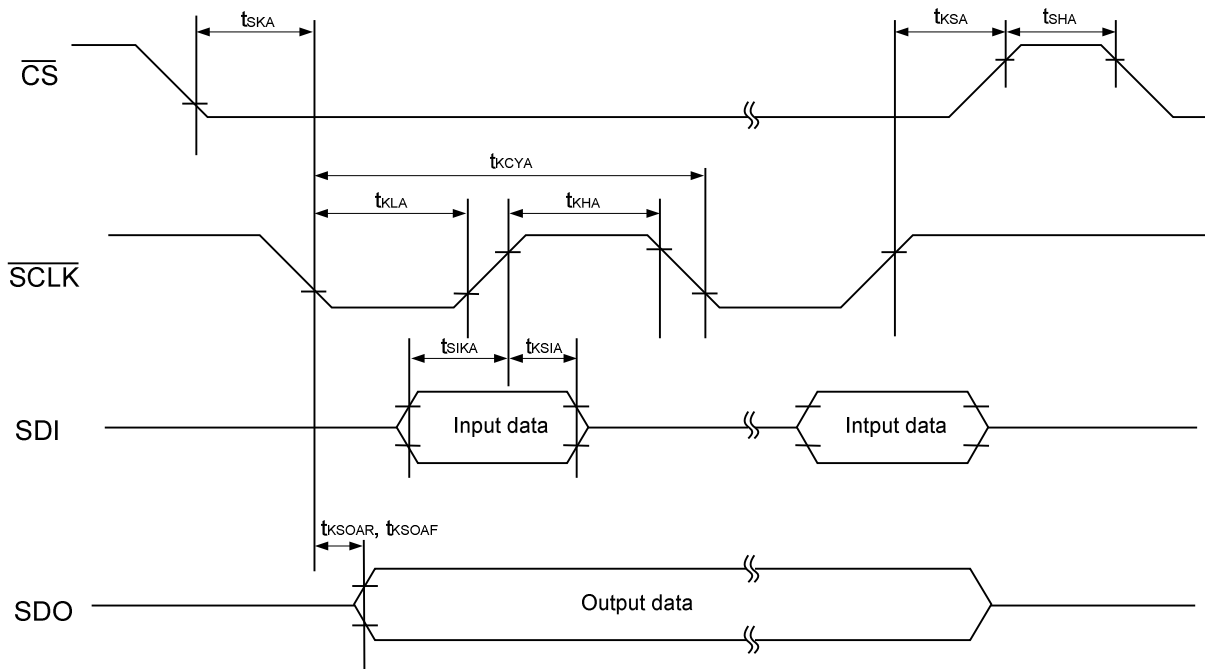 tSKA
tKSA
tSHA
CS
tKCYA
tKLA
tKHA
SCLK
tSIKA
tKSIA
SDI
Input data
Intput data
tKSOAR, tKSOAF
SDO
Output data